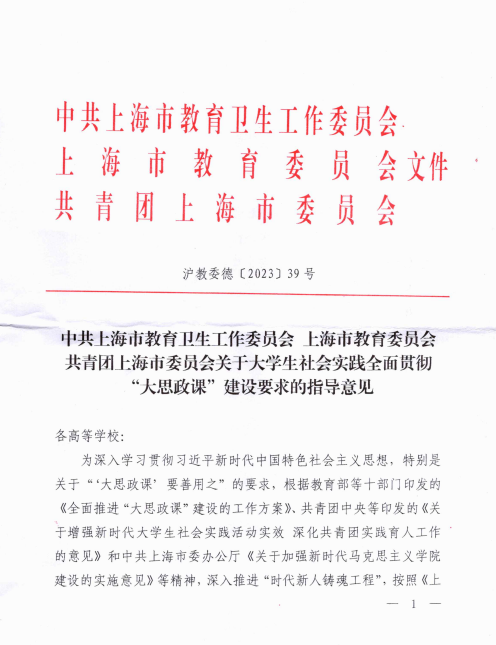 中共上海市教育卫生工作委员会
上海市教育委员会文件
共青团上海市委员会
沪教委德〔2023〕39号
中共上海市教育卫生工作委员会 上海市教育委员会
共青团上海市委员会关于大学生社会实践全面贯彻
“大思政课”建设要求的指导意见
各高等学校：
为深入学习贯彻习近平新时代中国特色社会主义思想，特别是
关于“‘大思政课’要善用之”的要求，根据教育部等十部门印发的
《全面推进“大思政课”建设的工作方案》、共青团中央等印发的《关
于增强新时代大学生社会实践活动实效 深化共青团实践育人工作
的意见》和中共上海市委办公厅《关于加强新时代马克思主义学院
建设的实施意见》等精神，深入推进“时代新人铸魂工程”，按照《上
— 1 —